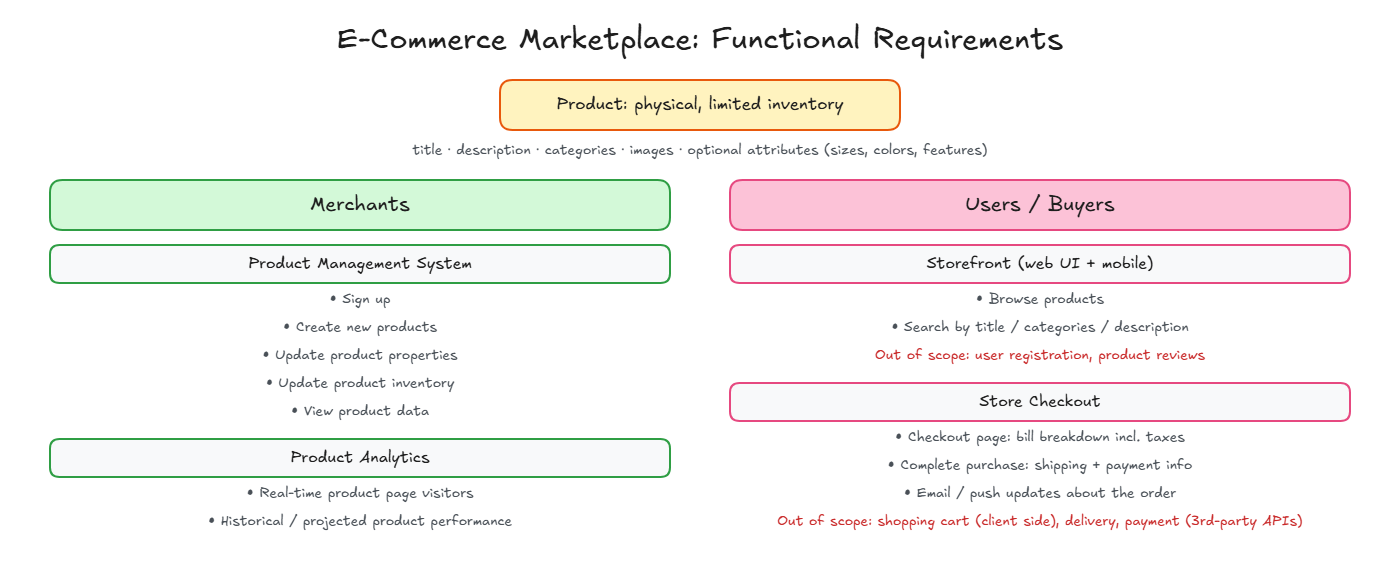 E-Commerce Marketplace: Functional Requirements
Product: physical, limited inventory
title · description · categories · images · optional attributes (sizes, colors, features)
Merchants
Product Management System
• Sign up
• Create new products
• Update product properties
• Update product inventory
• View product data
Product Analytics
• Real-time product page visitors
• Historical / projected product performance
Users / Buyers
Storefront (web UI + mobile)
• Browse products
• Search by title / categories / description
Out of scope: user registration, product reviews
Store Checkout
• Checkout page: bill breakdown incl. taxes
• Complete purchase: shipping + payment info
• Email / push updates about the order
Out of scope: shopping cart (client side), delivery, payment (3rd-party APIs)